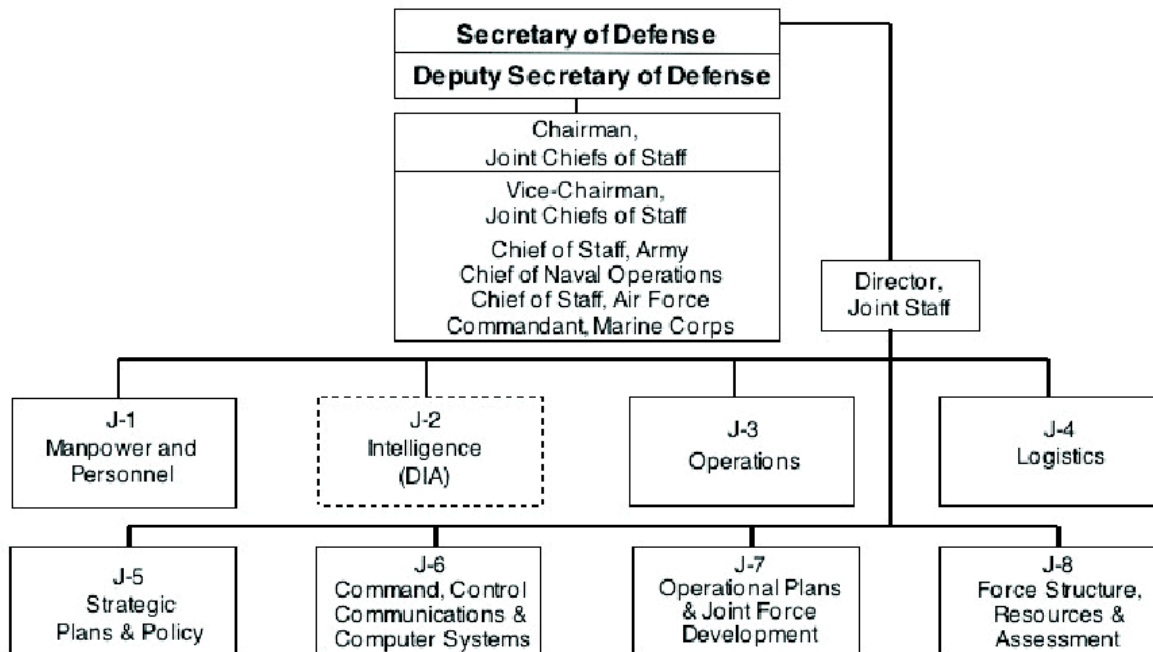 Secretary of Defense
Deputy Secretary of Defense
Chairman,
Joint Chiefs of Staff
Vice-Chairman,
Joint Chiefs of Staff
Chief of Staff, Army
Chief of Naval Operations
Chief of Staff, Air Force
Commandant, Marine Corps
Director,
Joint Staff
J-1
Manpower and
Personnel
J-2
Intelligence
(DIA)
J-3
Operations
J-4
Logistics
J-5
Strategic
Plans & Policy
J-6
Command, Control
Communications &
Computer Systems
J-7
Operational Plans
& Joint Force
Development
J-8
Force Structure,
Resources &
Assessment